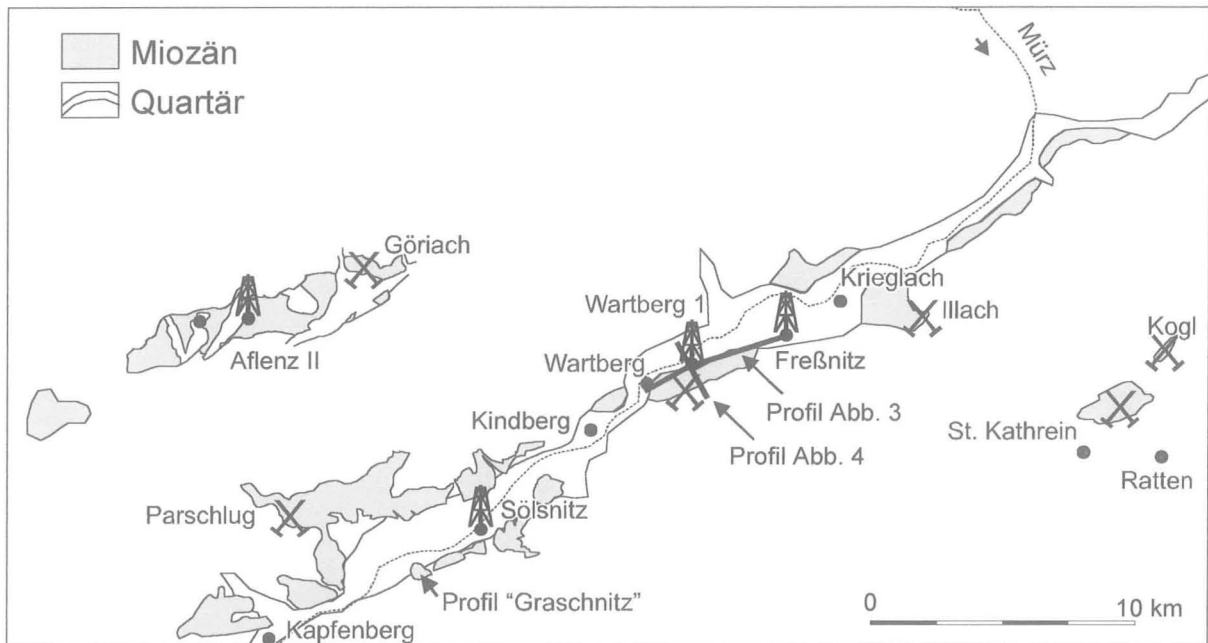 Miozän
Quartär
Mürz
Göriach
Aflenz II
Wartberg 1
Krieglach
Illach
Kogl
Wartberg
Freßnitz
Profil Abb. 3
Kindberg
Profil Abb. 4
St. Kathrein
Ratten
Parschlug
Sölsnitz
Profil "Graschnitz"
Kapfenberg
0
10 km